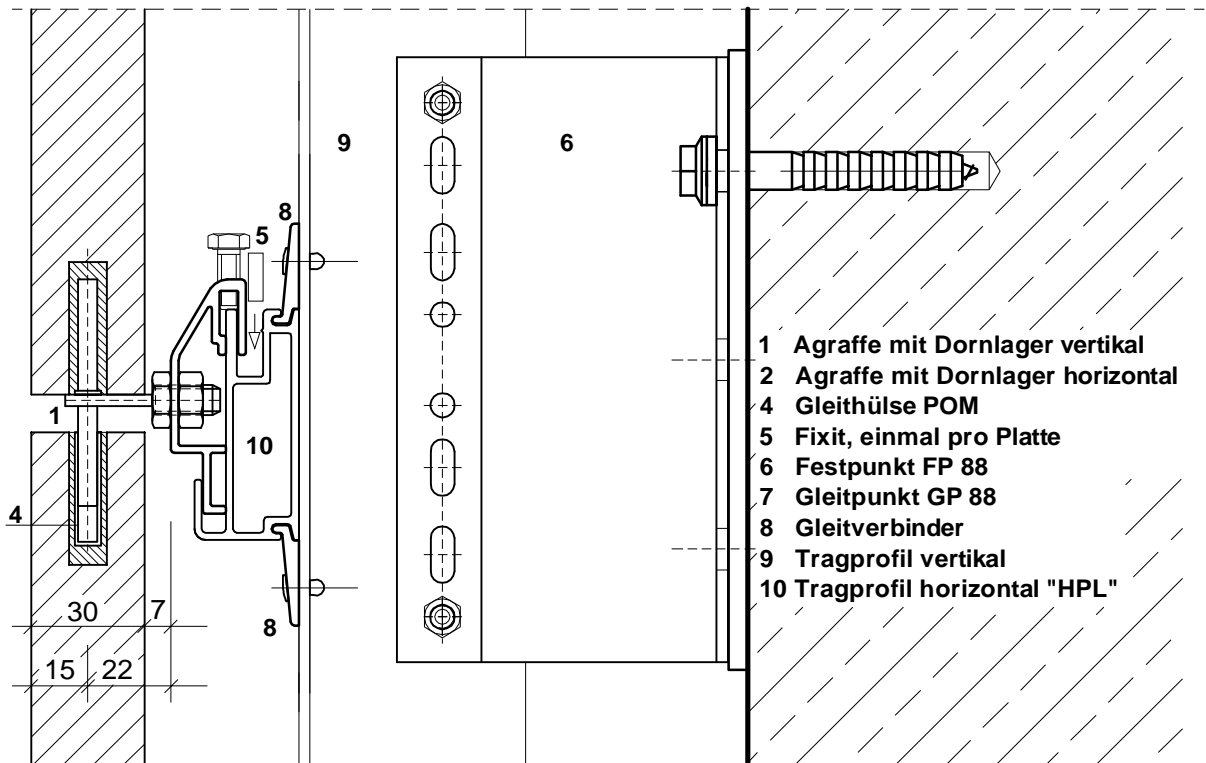 9
6
8
5
1
10
4
30
7
8
15
22
1 Agraffe mit Dornlager vertikal
2 Agraffe mit Dornlager horizontal
4 Gleithülse POM
5 Fixit, einmal pro Platte
6 Festpunkt FP 88
7 Gleitpunkt GP 88
8 Gleitverbinder
9 Tragprofil vertikal
10 Tragprofil horizontal "HPL"